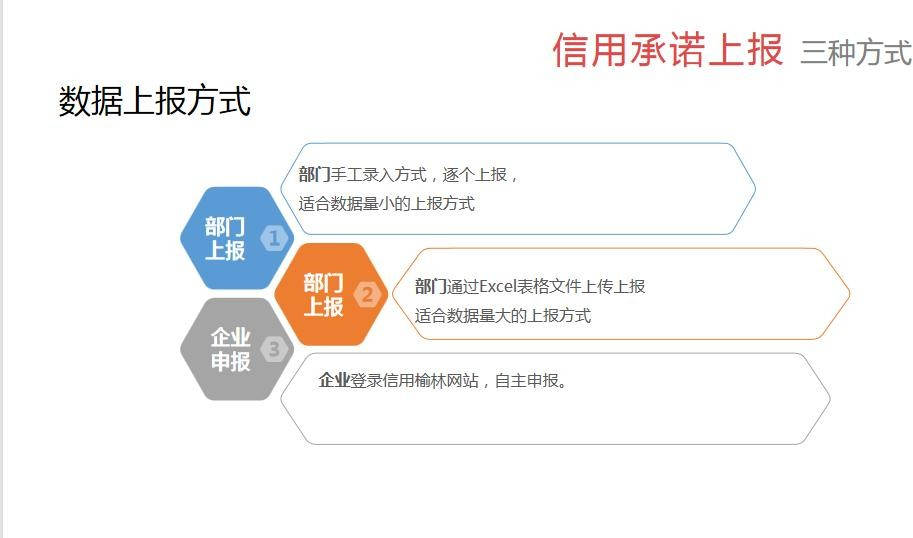 信用承诺上报 三种方式
数据上报方式
部门手工录入方式，逐个上报，
适合数据量小的上报方式
部门
上报
1
部门通过Excel表格文件上传上报
适合数据量大的上报方式
部门
上报
2
企业登录信用榆林网站，自主申报。
企业
申报
3